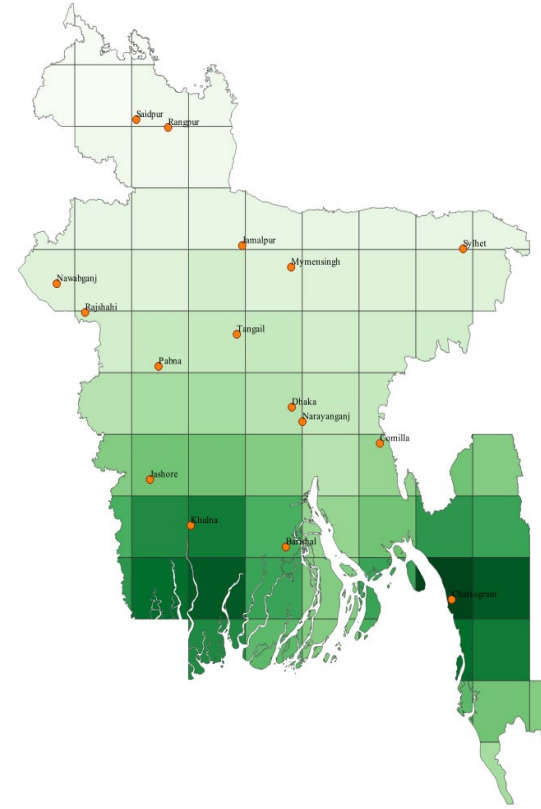 Saidpur
Rangpur
Jamalpur
Sylhet
Mymensingh
Nawabganj
Rajshahi
Tangail
Pabna
Dhaka
Narayanganj
Comilla
Jashore
Khulna
Barishal
Chattogram